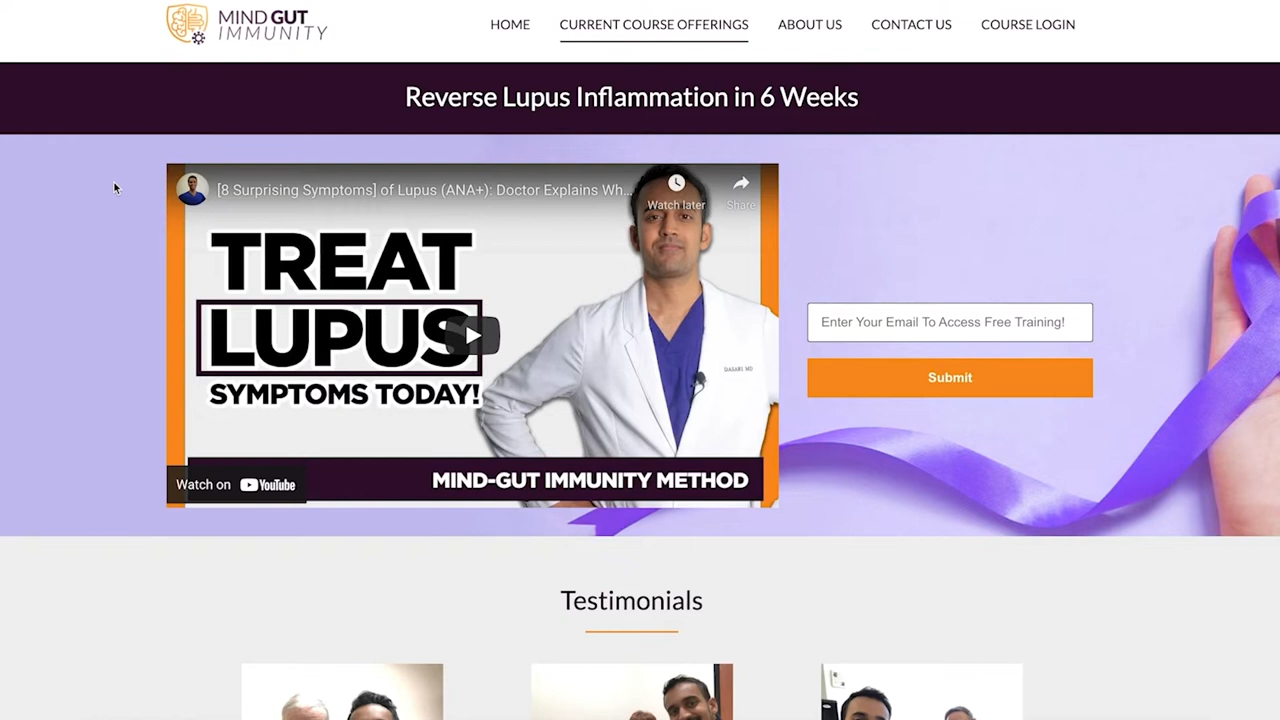 MIND GUT
IMMUNITY
HOME
CURRENT COURSE OFFERINGS
ABOUT US
CONTACT US
COURSE LOGIN
Reverse Lupus Inflammation in 6 Weeks
[8 Surprising Symptoms] of Lupus (ANA+): Doctor Explains Wh...
Watch later
Share
TREAT
LUPUS
SYMPTOMS TODAY!
DASARI, MD
MIND-GUT IMMUNITY METHOD
Watch on YouTube
Enter Your Email To Access Free Training!
Submit
Testimonials